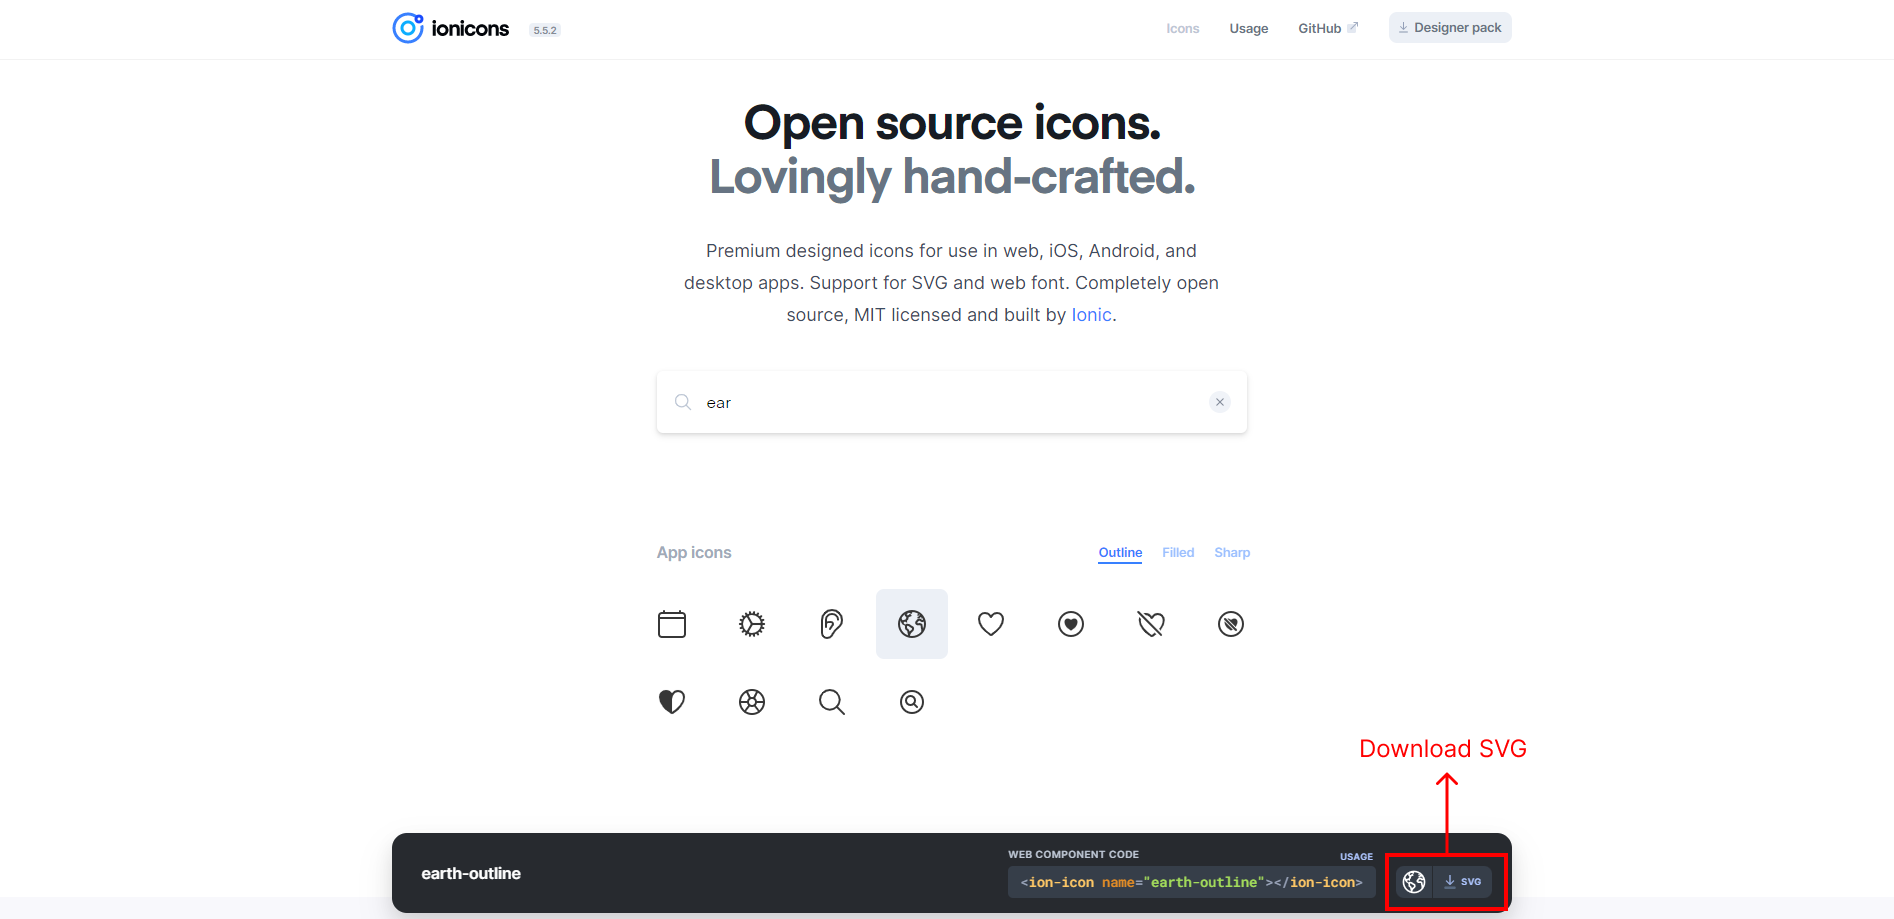 ionicons
5.5.2
Icons
Usage
GitHub
Designer pack
Open source icons.
Lovingly hand-crafted.
Premium designed icons for use in web, iOS, Android, and
desktop apps. Support for SVG and web font. Completely open
source, MIT licensed and built by Ionic.
ear
App icons
Outline
Filled
Sharp
Download SVG
earth-outline
WEB COMPONENT CODE
USAGE
<ion-icon name="earth-outline"></ion-icon>
SVG